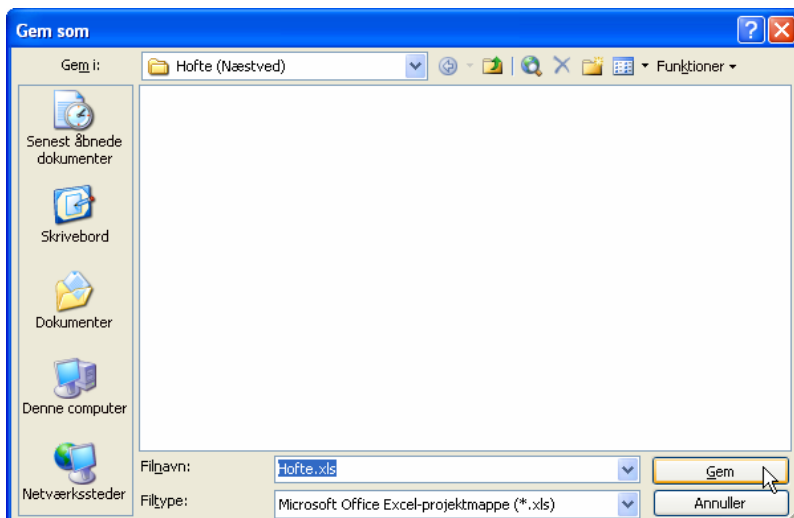 Gem som
Gem i:
Hofte (Næstved)
Funktioner
Senest åbnede
dokumenter
Skrivebord
Dokumenter
Denne computer
Netværkssteder
Filnavn:
Hofte.xls
Gem
Filtype:
Microsoft Office Excel-projektmappe (*.xls)
Annuller